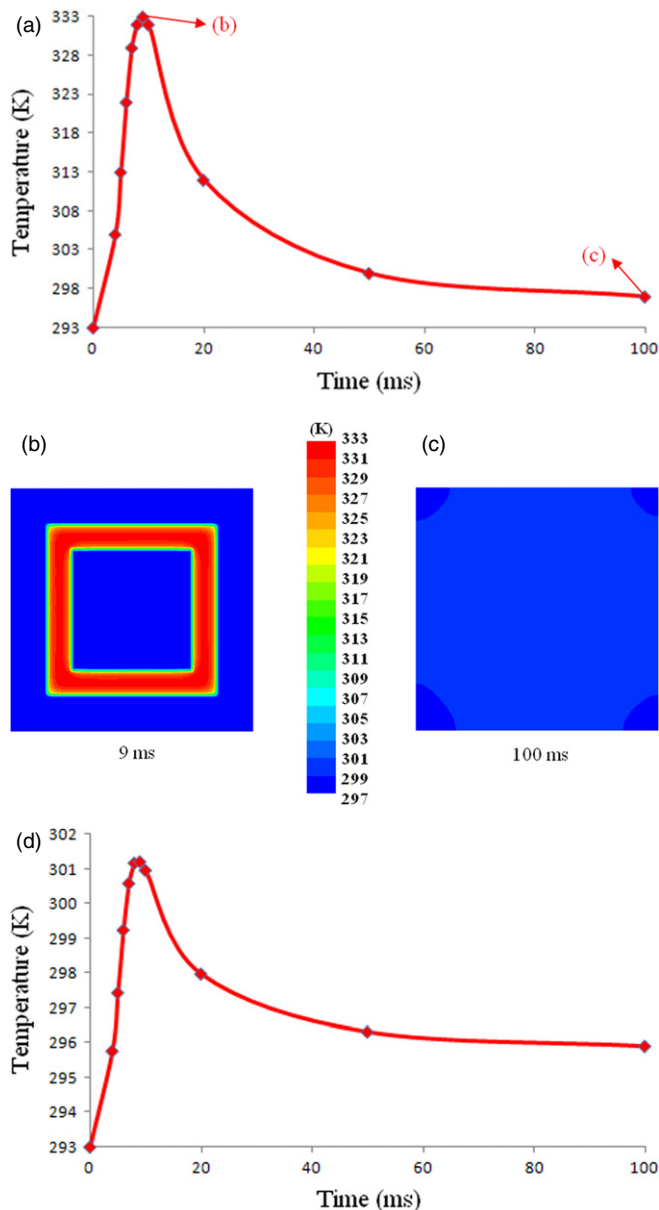 (a)
Temperature (K)
333
328
323
318
313
308
303
298
293
(b)
(c)
0 20 40 60 80 100
Time (ms)
(b)
9 ms
(K)
333
331
329
327
325
323
321
319
317
315
313
311
309
307
305
303
301
299
297
(c)
100 ms
(d)
Temperature (K)
302
301
300
299
298
297
296
295
294
293
0 20 40 60 80 100
Time (ms)